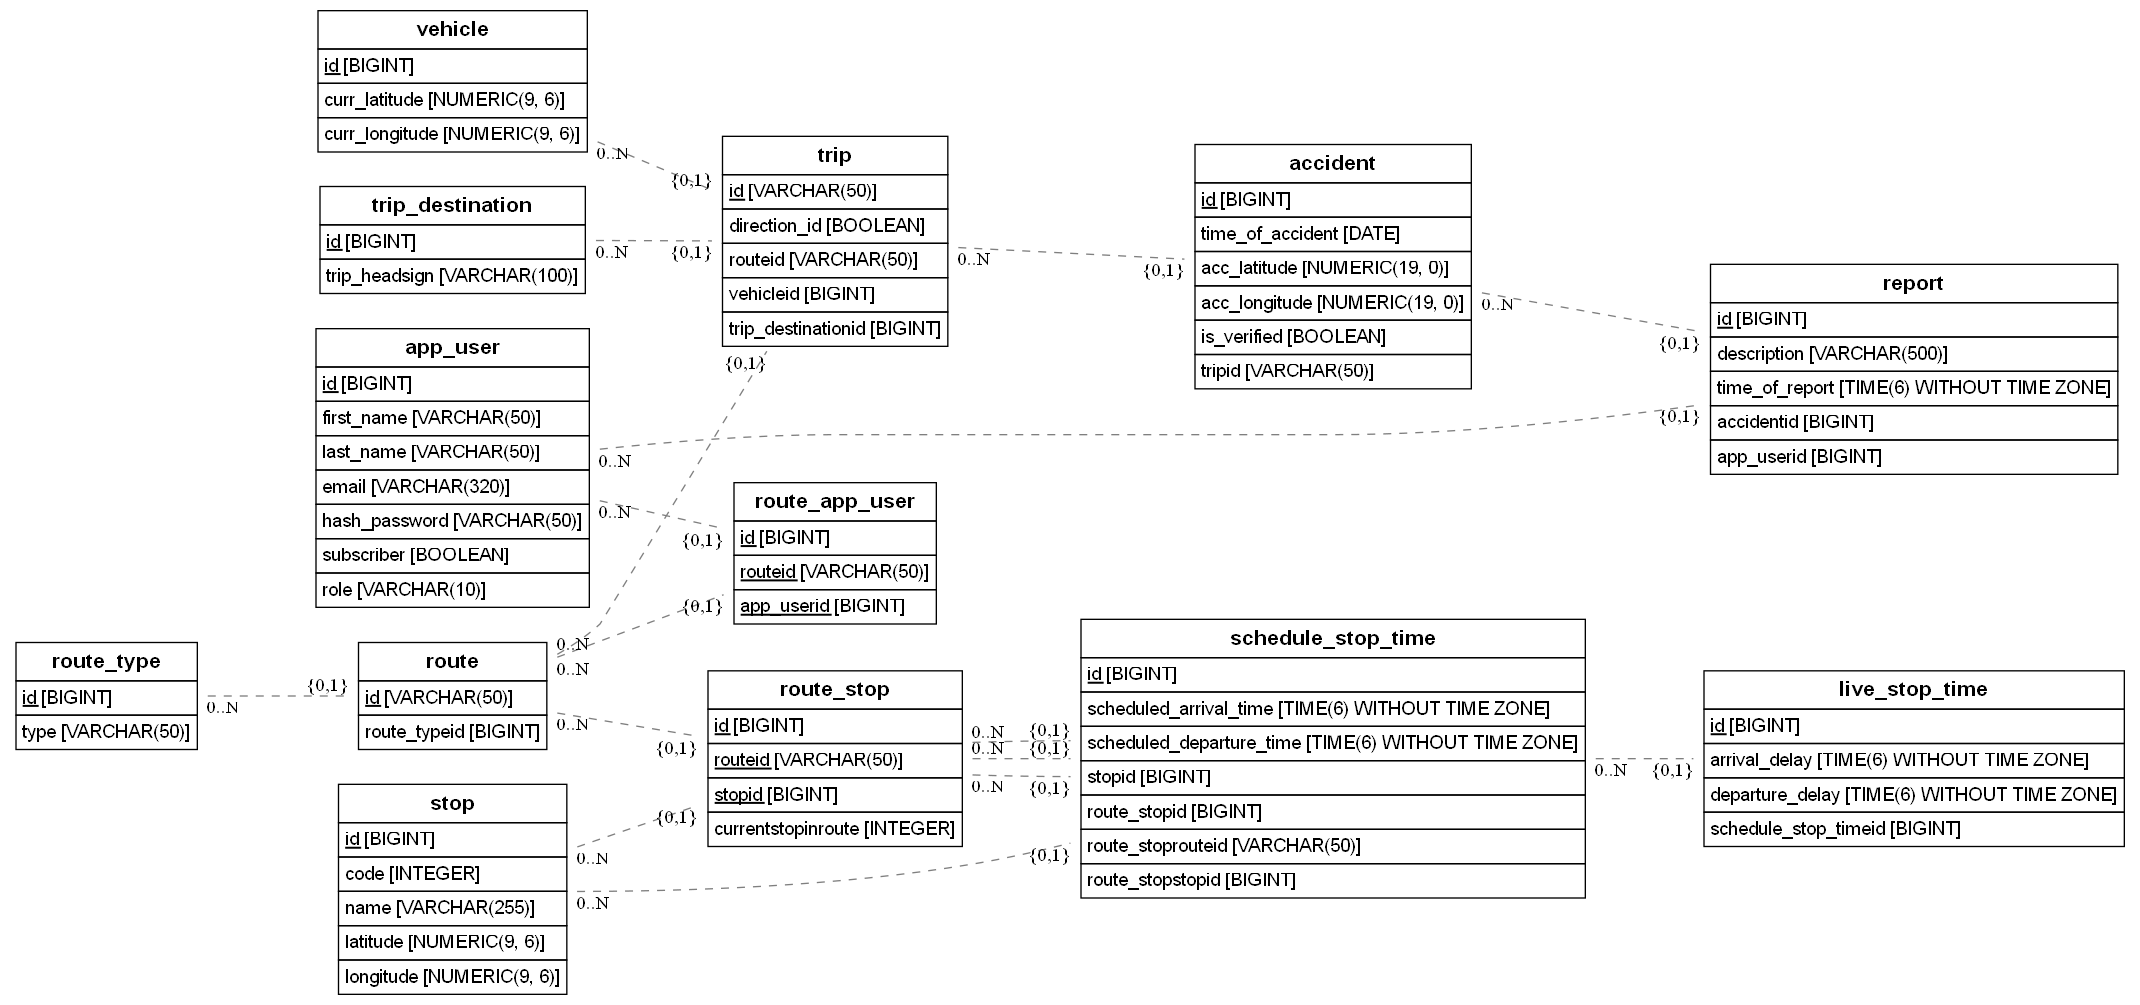 vehicle
id [BIGINT]
curr_latitude [NUMERIC(9, 6)]
curr_longitude [NUMERIC(9, 6)]
0..N
{0,1}
trip_destination
id [BIGINT]
trip_headsign [VARCHAR(100)]
0..N
{0,1}
trip
id [VARCHAR(50)]
direction_id [BOOLEAN]
routeid [VARCHAR(50)]
vehicleid [BIGINT]
trip_destinationid [BIGINT]
{0,1}
0..N
{0,1}
accident
id [BIGINT]
time_of_accident [DATE]
acc_latitude [NUMERIC(19, 0)]
acc_longitude [NUMERIC(19, 0)]
is_verified [BOOLEAN]
tripid [VARCHAR(50)]
0..N
{0,1}
report
id [BIGINT]
description [VARCHAR(500)]
time_of_report [TIME(6) WITHOUT TIME ZONE]
accidentid [BIGINT]
app_userid [BIGINT]
{0,1}
app_user
id [BIGINT]
first_name [VARCHAR(50)]
last_name [VARCHAR(50)]
email [VARCHAR(320)]
hash_password [VARCHAR(50)]
subscriber [BOOLEAN]
role [VARCHAR(10)]
0..N
0..N
{0,1}
route_app_user
id [BIGINT]
routeid [VARCHAR(50)]
app_userid [BIGINT]
{0,1}
route_type
id [BIGINT]
type [VARCHAR(50)]
0..N
{0,1}
route
id [VARCHAR(50)]
route_typeid [BIGINT]
0..N
0..N
0..N
{0,1}
route_stop
id [BIGINT]
routeid [VARCHAR(50)]
stopid [BIGINT]
currentstopinroute [INTEGER]
{0,1}
0..N {0,1}
0..N {0,1}
0..N {0,1}
stop
id [BIGINT]
code [INTEGER]
name [VARCHAR(255)]
latitude [NUMERIC(9, 6)]
longitude [NUMERIC(9, 6)]
0..N
0..N
{0,1}
schedule_stop_time
id [BIGINT]
scheduled_arrival_time [TIME(6) WITHOUT TIME ZONE]
scheduled_departure_time [TIME(6) WITHOUT TIME ZONE]
stopid [BIGINT]
route_stopid [BIGINT]
route_stoprouteid [VARCHAR(50)]
route_stopstopid [BIGINT]
0..N
{0,1}
live_stop_time
id [BIGINT]
arrival_delay [TIME(6) WITHOUT TIME ZONE]
departure_delay [TIME(6) WITHOUT TIME ZONE]
schedule_stop_timeid [BIGINT]